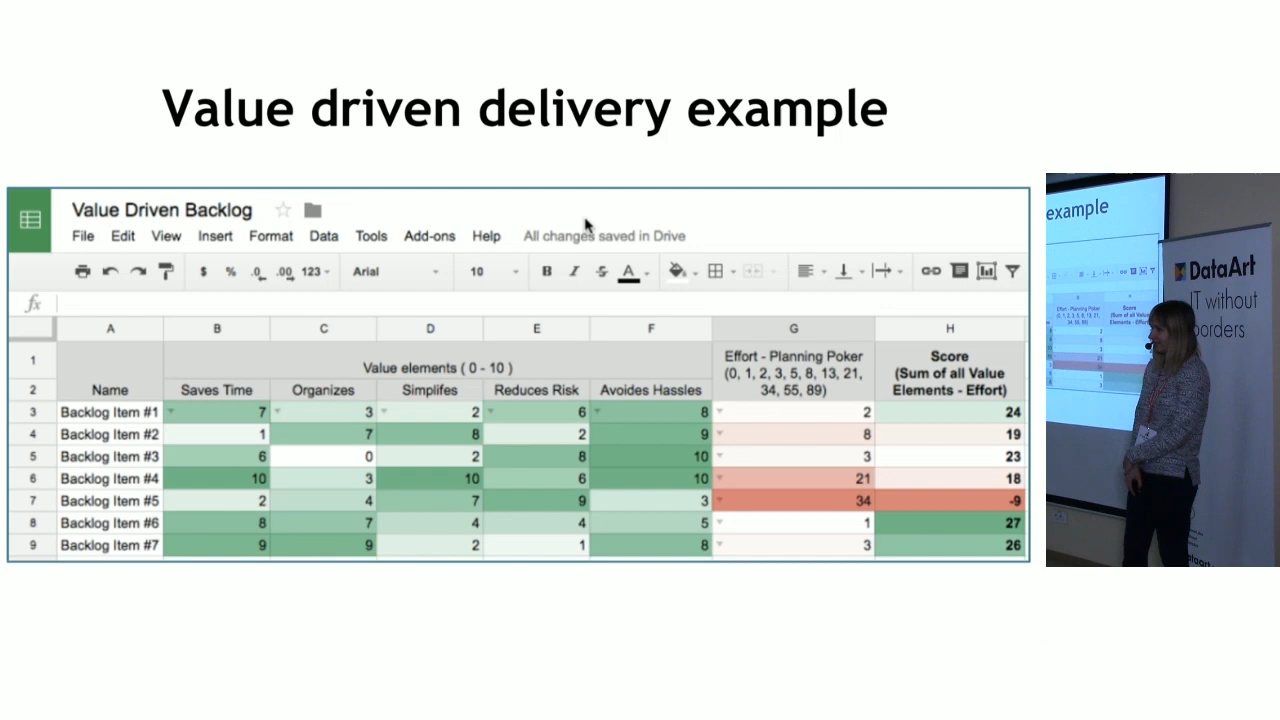 Value driven delivery example
Value Driven Backlog
File Edit View Insert Format Data Tools Add-ons Help All changes saved in Drive
$ % .0 .00 123 Arial 10 B I S A
fx
A B C D E F G H
1 Value elements ( 0 - 10 ) Effort - Planning Poker (0, 1, 2, 3, 5, 8, 13, 21, 34, 55, 89) Score (Sum of all Value Elements - Effort)
2 Name Saves Time Organizes Simplifes Reduces Risk Avoides Hassles
3 Backlog Item #1 7 3 2 6 8 2 24
4 Backlog Item #2 1 7 8 2 9 8 19
5 Backlog Item #3 6 0 2 8 10 3 23
6 Backlog Item #4 10 3 10 6 10 21 18
7 Backlog Item #5 2 4 7 9 3 34 -9
8 Backlog Item #6 8 7 4 4 5 1 27
9 Backlog Item #7 9 9 2 1 8 3 26
example
DataArt
IT without
borders